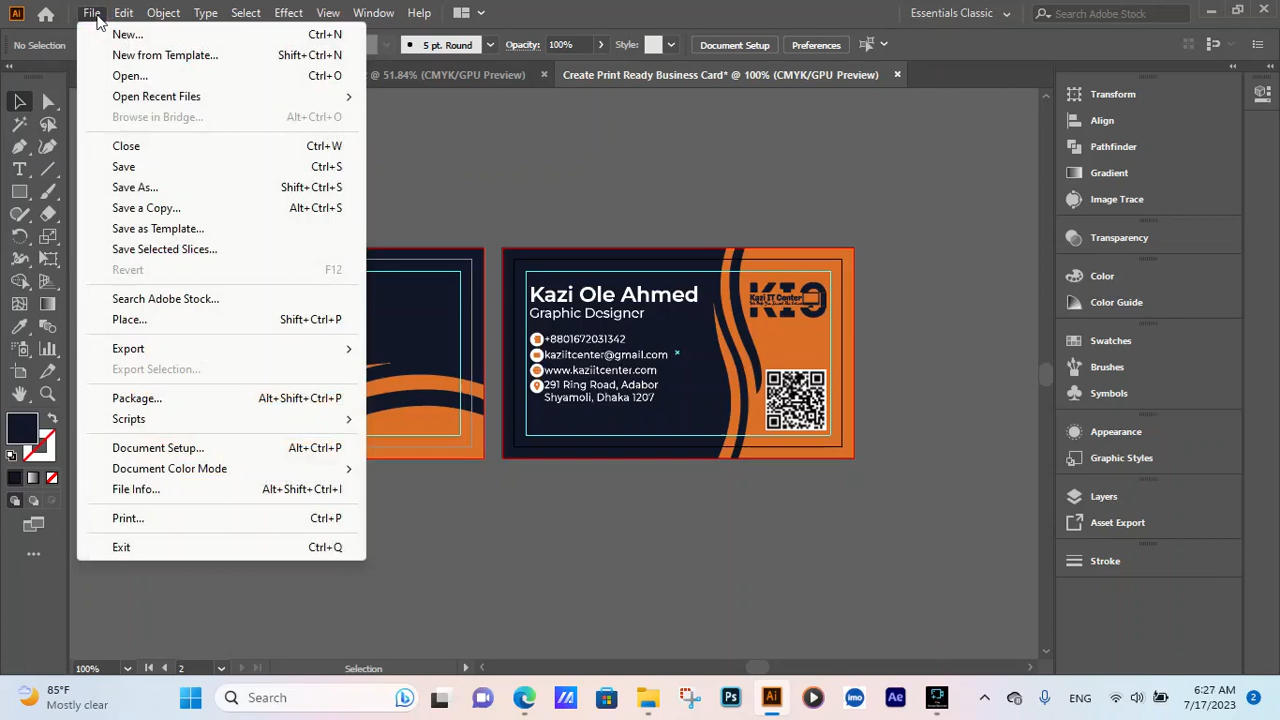 File Edit Object Type Select Effect View Window Help Essentials Classic Search Adobe Stock
No Selection 5 pt. Round Opacity: 100% Style: Document Setup Preferences
@ 51.84% (CMYK/GPU Preview) × Create Print Ready Business Card* @ 100% (CMYK/GPU Preview) ×
New... Ctrl+N
New from Template... Shift+Ctrl+N
Open... Ctrl+O
Open Recent Files
Browse in Bridge... Alt+Ctrl+O
Close Ctrl+W
Save Ctrl+S
Save As... Shift+Ctrl+S
Save a Copy... Alt+Ctrl+S
Save as Template...
Save Selected Slices...
Revert F12
Search Adobe Stock...
Place... Shift+Ctrl+P
Export
Export Selection...
Package... Alt+Shift+Ctrl+P
Scripts
Document Setup... Alt+Ctrl+P
Document Color Mode
File Info... Alt+Shift+Ctrl+I
Print... Ctrl+P
Exit Ctrl+Q
Kazi Ole Ahmed
Graphic Designer
+8801672031342
kaziitcenter@gmail.com
www.kaziitcenter.com
291 Ring Road, Adabor
Shyamoli, Dhaka 1207
Kazi IT Center
Transform
Align
Pathfinder
Gradient
Image Trace
Transparency
Color
Color Guide
Swatches
Brushes
Symbols
Appearance
Graphic Styles
Layers
Asset Export
Stroke
100% 2 Selection
85°F
Mostly clear
Search
ENG
6:27 AM
7/17/2023